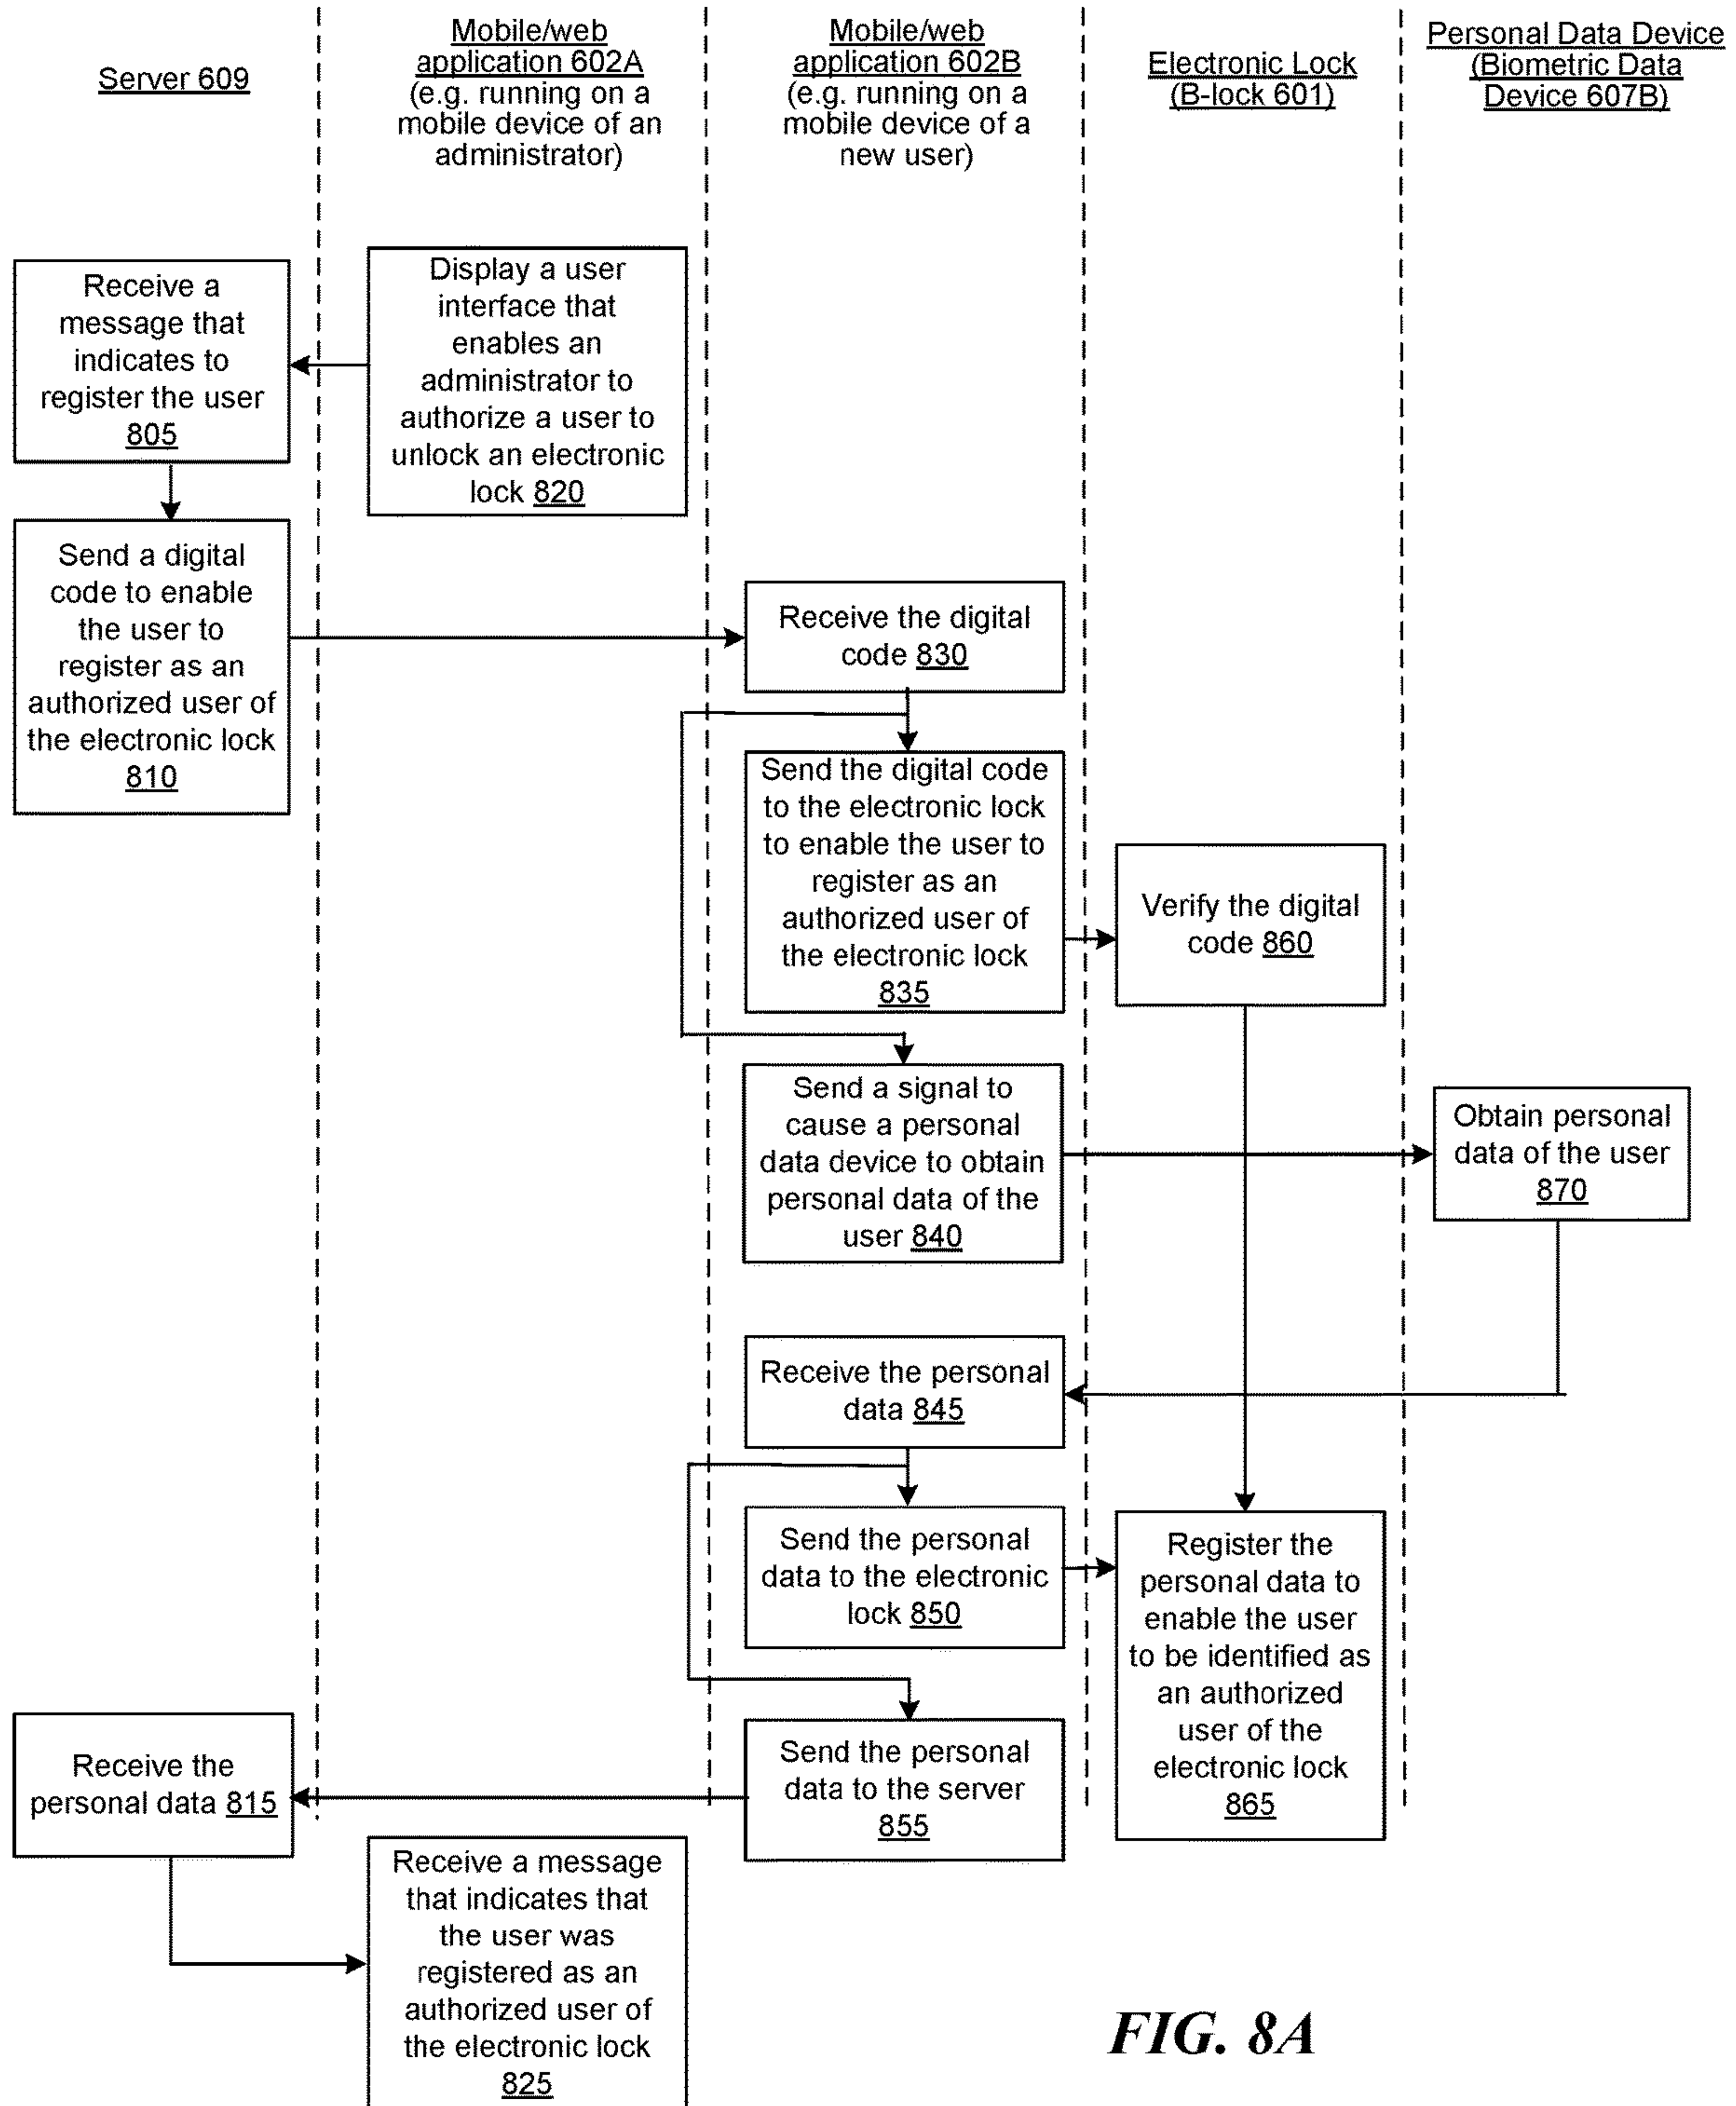 Server 609
Mobile/web
application 602A
(e.g. running on a
mobile device of an
administrator)
Mobile/web
application 602B
(e.g. running on a
mobile device of a
new user)
Electronic Lock
(B-lock 601)
Personal Data Device
(Biometric Data
Device 607B)
Receive a
message that
indicates to
register the user
805
Display a user
interface that
enables an
administrator to
authorize a user to
unlock an electronic
lock 820
Send a digital
code to enable
the user to
register as an
authorized user of
the electronic lock
810
Receive the digital
code 830
Send the digital code
to the electronic lock
to enable the user to
register as an
authorized user of
the electronic lock
835
Verify the digital
code 860
Send a signal to
cause a personal
data device to obtain
personal data of the
user 840
Obtain personal
data of the user
870
Receive the personal
data 845
Send the personal
data to the electronic
lock 850
Register the
personal data to
enable the user
to be identified as
an authorized
user of the
electronic lock
865
Send the personal
data to the server
855
Receive the
personal data 815
Receive a message
that indicates that
the user was
registered as an
authorized user of
the electronic lock
825
FIG. 8A